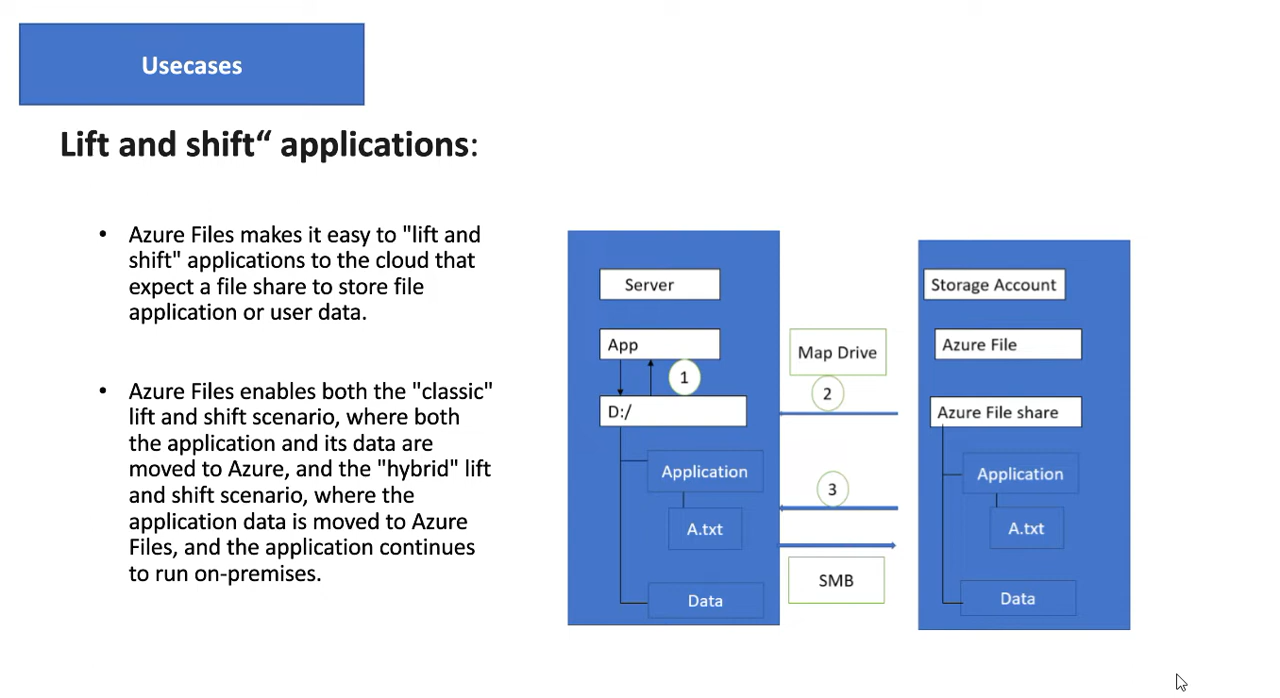 Usecases
Lift and shift“ applications:
• Azure Files makes it easy to "lift and
shift" applications to the cloud that
expect a file share to store file
application or user data.
• Azure Files enables both the "classic"
lift and shift scenario, where both
the application and its data are
moved to Azure, and the "hybrid" lift
and shift scenario, where the
application data is moved to Azure
Files, and the application continues
to run on-premises.
Server
App
1
D:/
Application
A.txt
Data
Map Drive
2
3
SMB
Storage Account
Azure File
Azure File share
Application
A.txt
Data